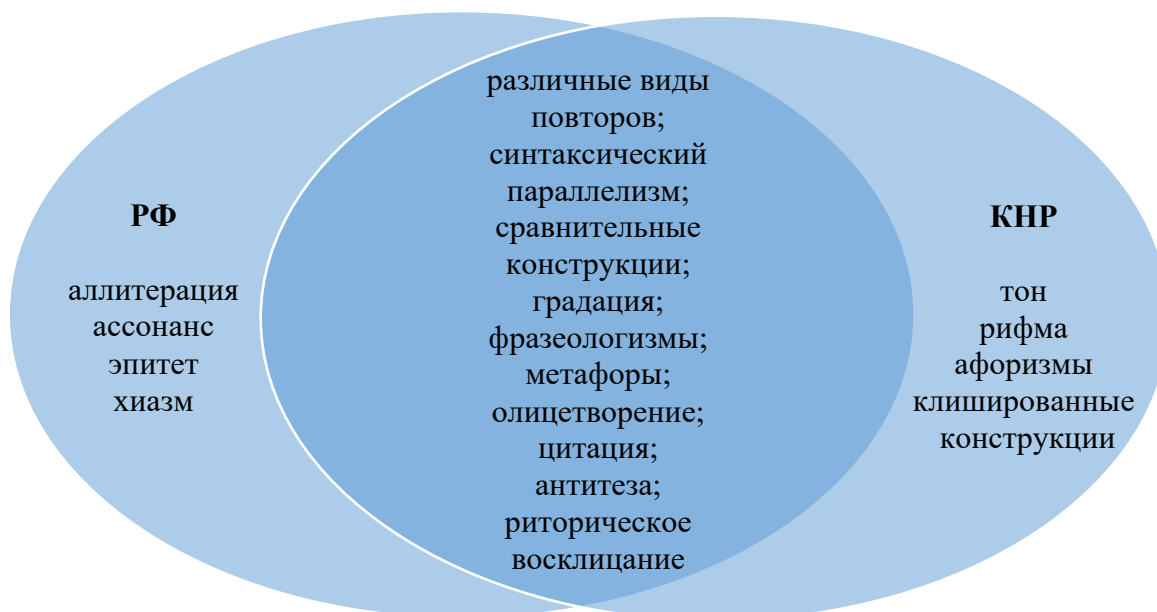 РФ
аллитерация
ассонанс
эпитет
хиазм
различные виды
повторов;
синтаксический
параллелизм;
сравнительные
конструкции;
градация;
фразеологизмы;
метафоры;
олицетворение;
цитация;
антитеза;
риторическое
восклицание
КНР
тон
рифма
афоризмы
клишированные
конструкции